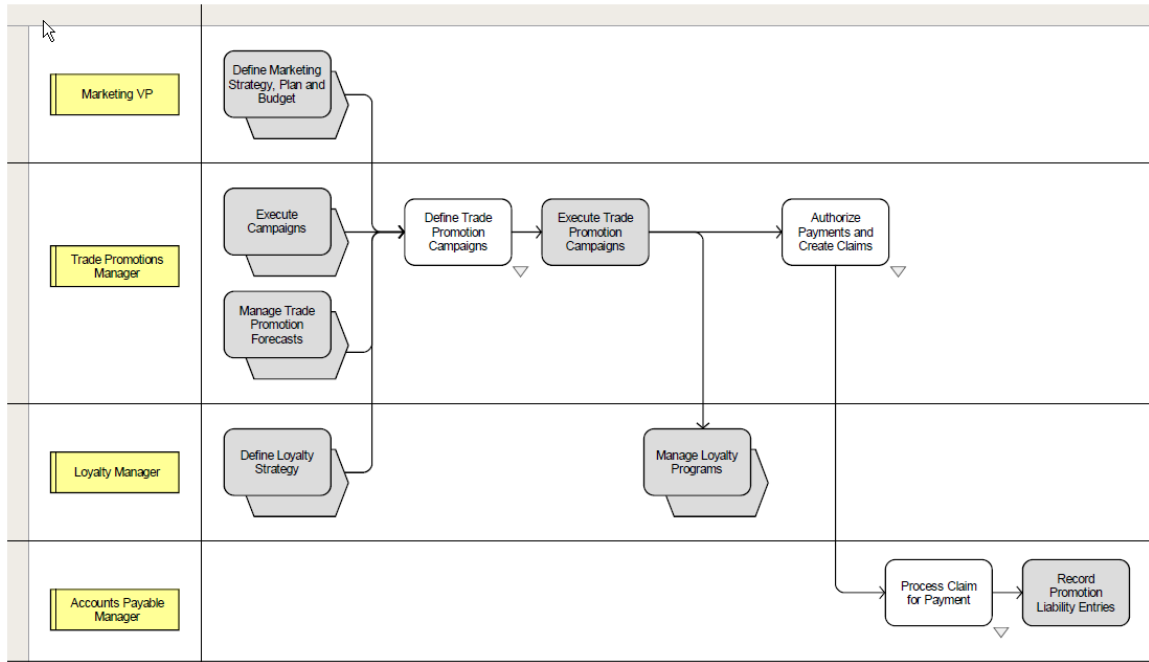 Marketing VP
Define Marketing
Strategy, Plan and
Budget
Trade Promotions
Manager
Execute
Campaigns
Manage Trade
Promotion
Forecasts
Define Trade
Promotion
Campaigns
Execute Trade
Promotion
Campaigns
Authorize
Payments and
Create Claims
Loyalty Manager
Define Loyalty
Strategy
Manage Loyalty
Programs
Accounts Payable
Manager
Process Claim
for Payment
Record
Promotion
Liability Entries